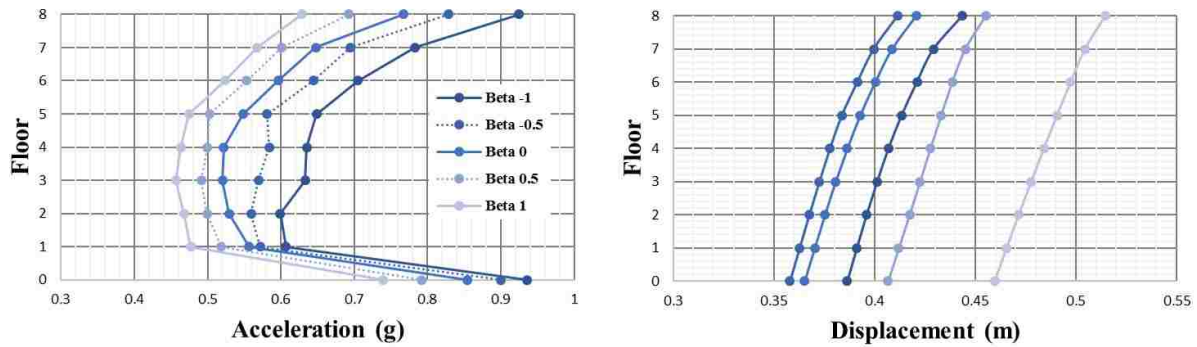 8
7
6
5
4
3
2
1
0
Floor
Beta -1
Beta -0.5
Beta 0
Beta 0.5
Beta 1
0.3 0.4 0.5 0.6 0.7 0.8 0.9 1
Acceleration (g)
8
7
6
5
4
3
2
1
0
Floor
0.3 0.35 0.4 0.45 0.5 0.55
Displacement (m)